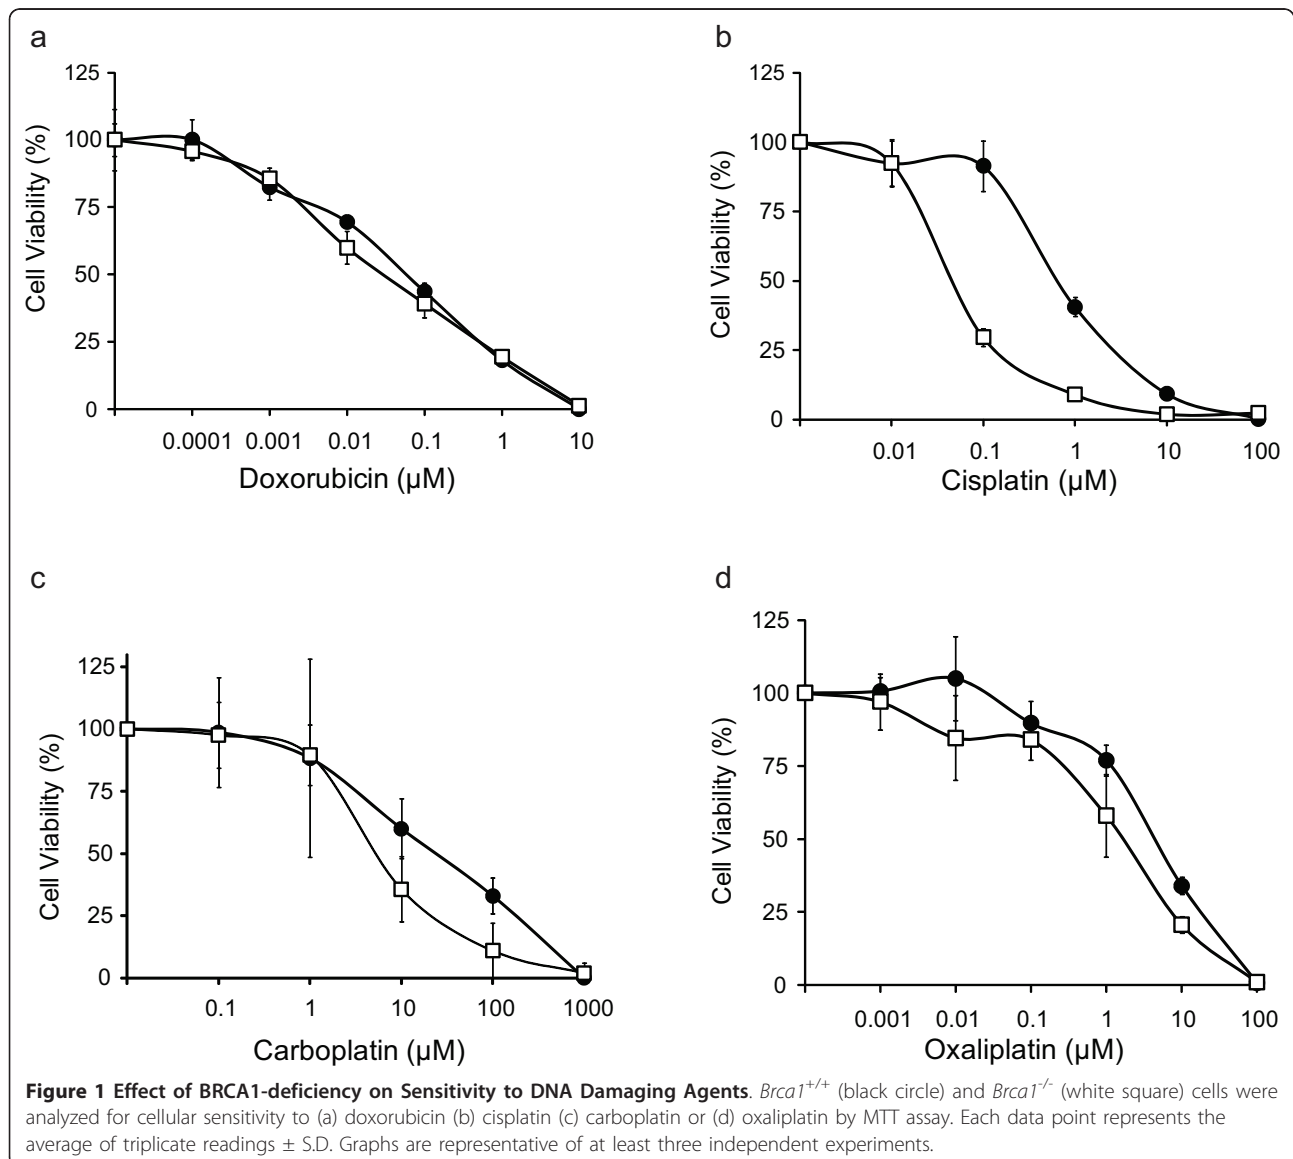 a
125
100
75
50
25
0
Cell Viability (%)
0.0001 0.001 0.01 0.1 1 10
Doxorubicin (µM)
b
125
100
75
50
25
0
Cell Viability (%)
0.01 0.1 1 10 100
Cisplatin (µM)
c
125
100
75
50
25
0
Cell Viability (%)
0.1 1 10 100 1000
Carboplatin (µM)
d
125
100
75
50
25
0
Cell Viability (%)
0.001 0.01 0.1 1 10 100
Oxaliplatin (µM)
Figure 1 Effect of BRCA1-deficiency on Sensitivity to DNA Damaging Agents. Brca1+/+ (black circle) and Brca1-/- (white square) cells were
analyzed for cellular sensitivity to (a) doxorubicin (b) cisplatin (c) carboplatin or (d) oxaliplatin by MTT assay. Each data point represents the
average of triplicate readings ± S.D. Graphs are representative of at least three independent experiments.